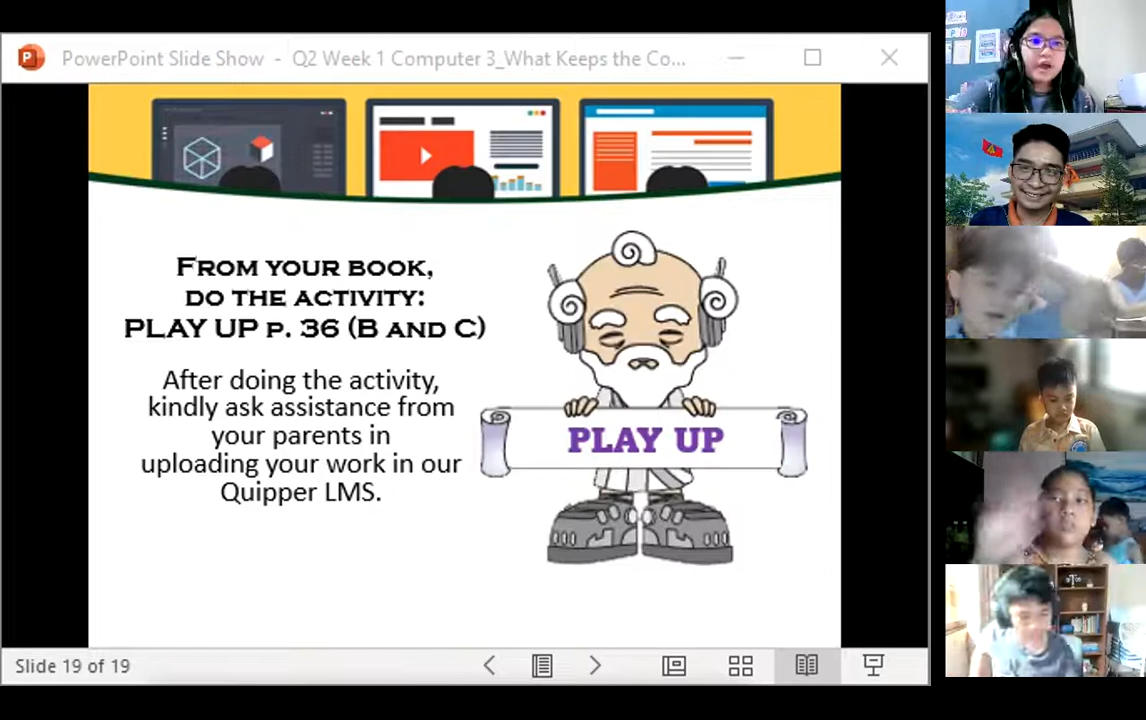 PowerPoint Slide Show - Q2 Week 1 Computer 3_What Keeps the Co...
FROM YOUR BOOK,
DO THE ACTIVITY:
PLAY UP P. 36 (B AND C)
After doing the activity,
kindly ask assistance from
your parents in
uploading your work in our
Quipper LMS.
PLAY UP
Slide 19 of 19